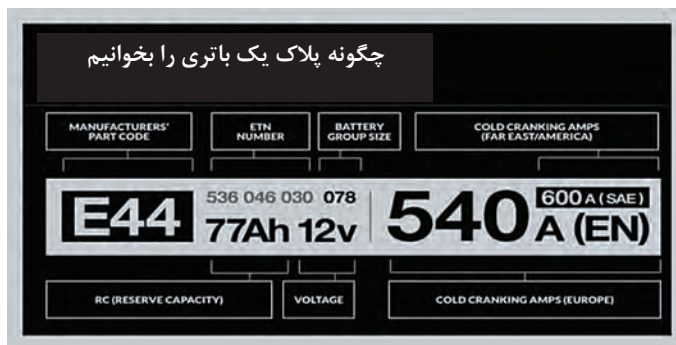 چگونه پلاک یک باتری را بخوانیم
MANUFACTURERS' PART CODE
ETN NUMBER
BATTERY GROUP SIZE
COLD CRANKING AMPS (FAR EAST/AMERICA)
E44
536 046 030 078
77Ah 12v
540 A (EN)
600 A (SAE)
RC (RESERVE CAPACITY)
VOLTAGE
COLD CRANKING AMPS (EUROPE)